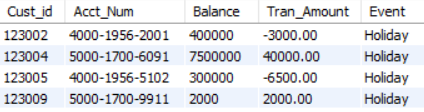 Cust_id Acct_Num Balance Tran_Amount Event
123002 4000-1956-2001 400000 -3000.00 Holiday
123004 5000-1700-6091 7500000 40000.00 Holiday
123005 4000-1956-5102 300000 -6500.00 Holiday
123009 5000-1700-9911 2000 2000.00 Holiday